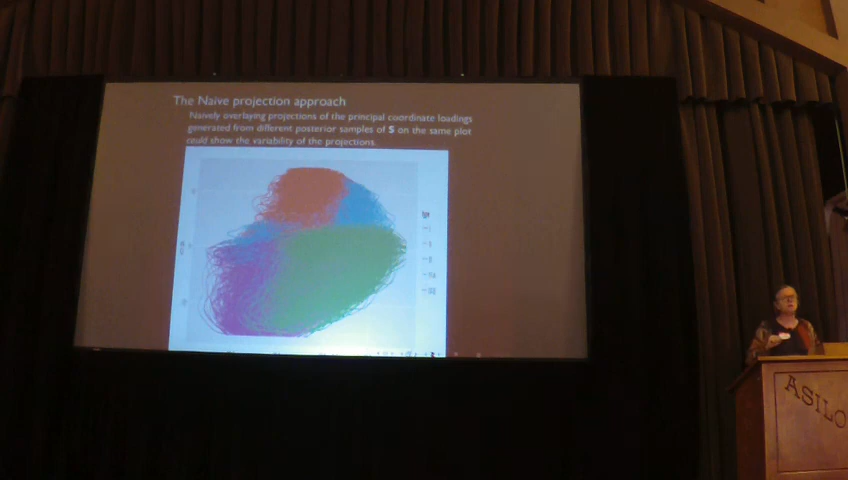 The Naive projection approach
Naively overlaying projections of the principal coordinate loadings
generated from different posterior samples of S on the same plot
could show the variability of the projections.
ASILO